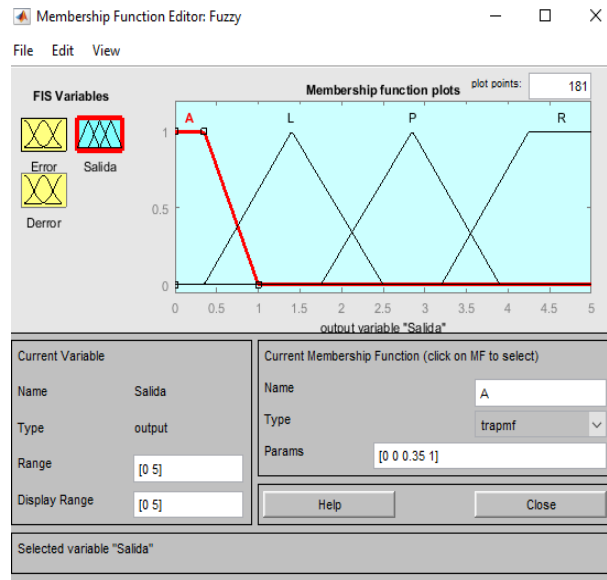 Membership Function Editor: Fuzzy
File Edit View
FIS Variables
Error
Salida
Derror
Membership function plots
plot points:
181
A
L
P
R
1
0.5
0
0 0.5 1 1.5 2 2.5 3 3.5 4 4.5 5
output variable "Salida"
Current Variable
Name Salida
Type output
Range [0 5]
Display Range [0 5]
Current Membership Function (click on MF to select)
Name A
Type trapmf
Params [0 0 0.35 1]
Help
Close
Selected variable "Salida"